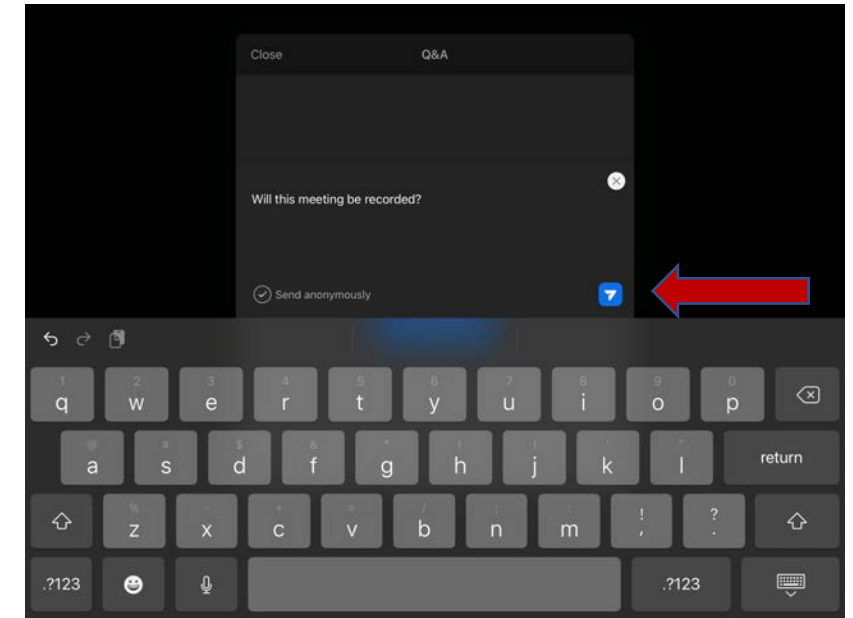 Close Q&A
Will this meeting be recorded?
Send anonymously
1 2 3 4 5 6 7 8 9 0
q w e r t y u i o p
@ # $ & * ( ) ' "
a s d f g h j k l return
% - + = / ; : ! ?
z x c v b n m , .
.?123 .?123